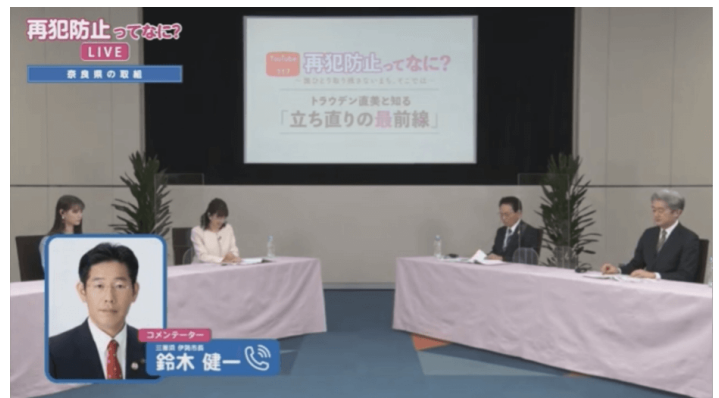 再犯防止ってなに?
LIVE
奈良県の取組
YouTube
再犯防止ってなに?
トラウデン直美と知る
「立ち直りの最前線」
コメンテーター
三重県 伊勢市長
鈴木 健一